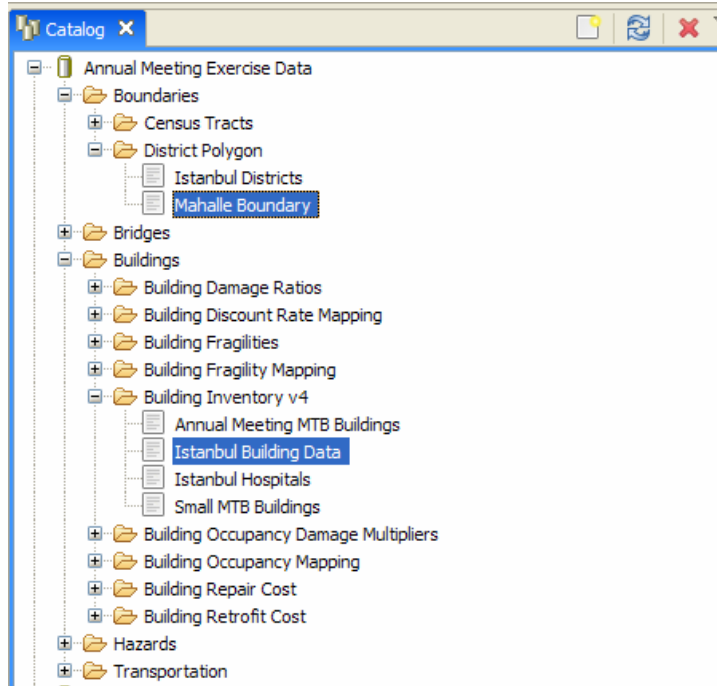 Catalog
Annual Meeting Exercise Data
Boundaries
Census Tracts
District Polygon
Istanbul Districts
Mahalle Boundary
Bridges
Buildings
Building Damage Ratios
Building Discount Rate Mapping
Building Fragilities
Building Fragility Mapping
Building Inventory v4
Annual Meeting MTB Buildings
Istanbul Building Data
Istanbul Hospitals
Small MTB Buildings
Building Occupancy Damage Multipliers
Building Occupancy Mapping
Building Repair Cost
Building Retrofit Cost
Hazards
Transportation